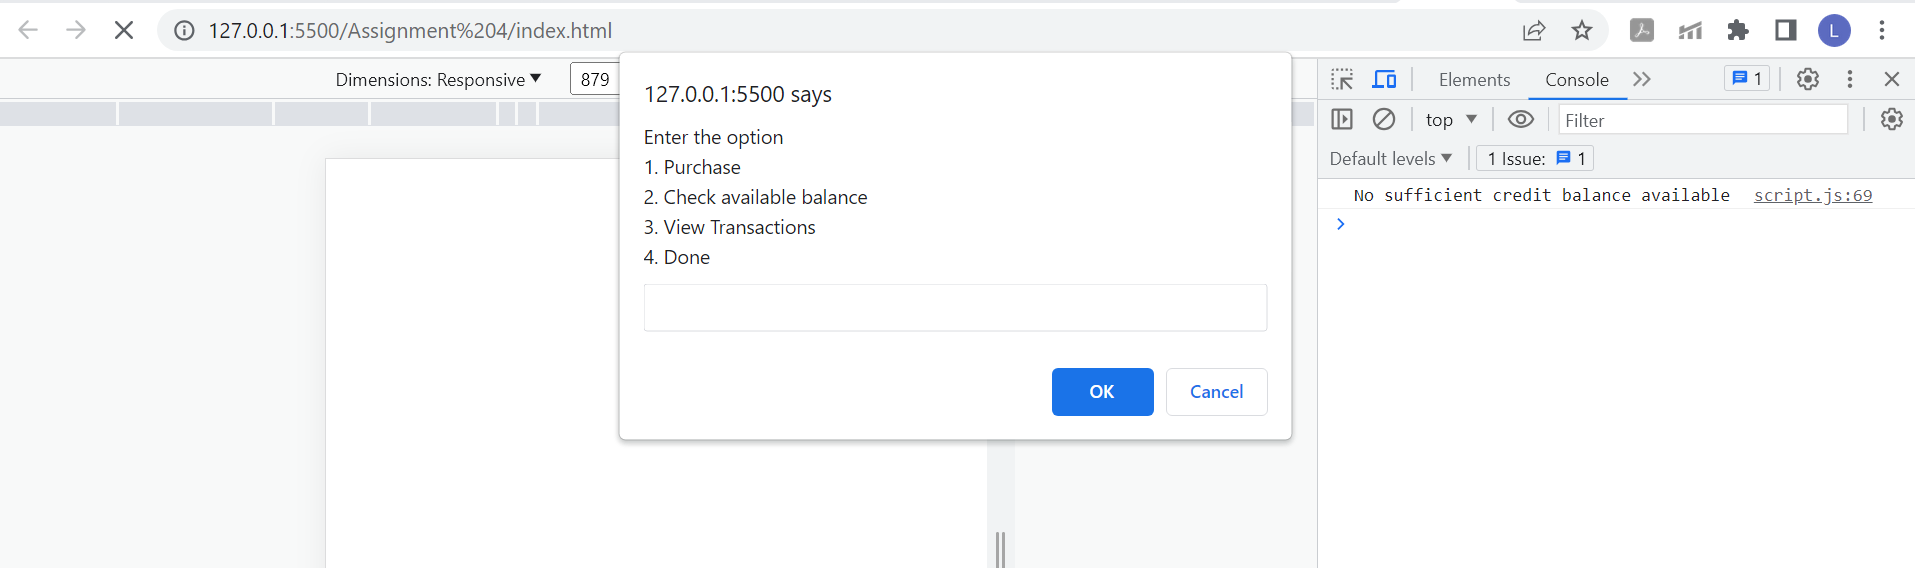 127.0.0.1:5500/Assignment%204/index.html
L
Dimensions: Responsive
879
127.0.0.1:5500 says
Enter the option
1. Purchase
2. Check available balance
3. View Transactions
4. Done
OK
Cancel
Elements
Console
1
top
Filter
Default levels
1 Issue:
1
No sufficient credit balance available
script.js:69